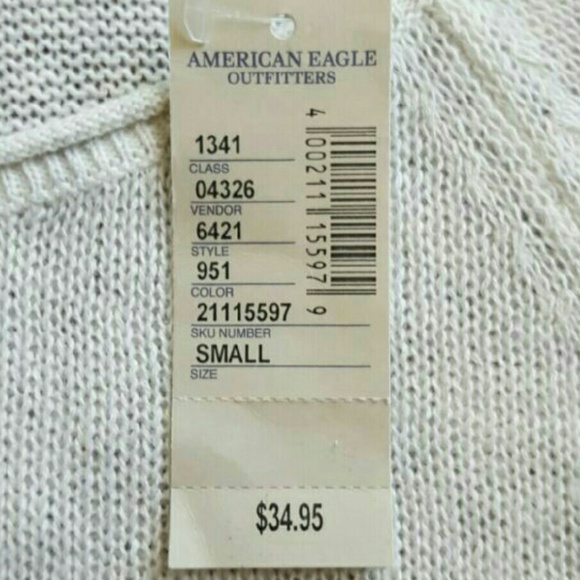 AMERICAN EAGLE
OUTFITTERS
1341
CLASS
04326
VENDOR
6421
STYLE
951
COLOR
21115597
SKU NUMBER
SMALL
SIZE
4 00211 15597 9
$34.95